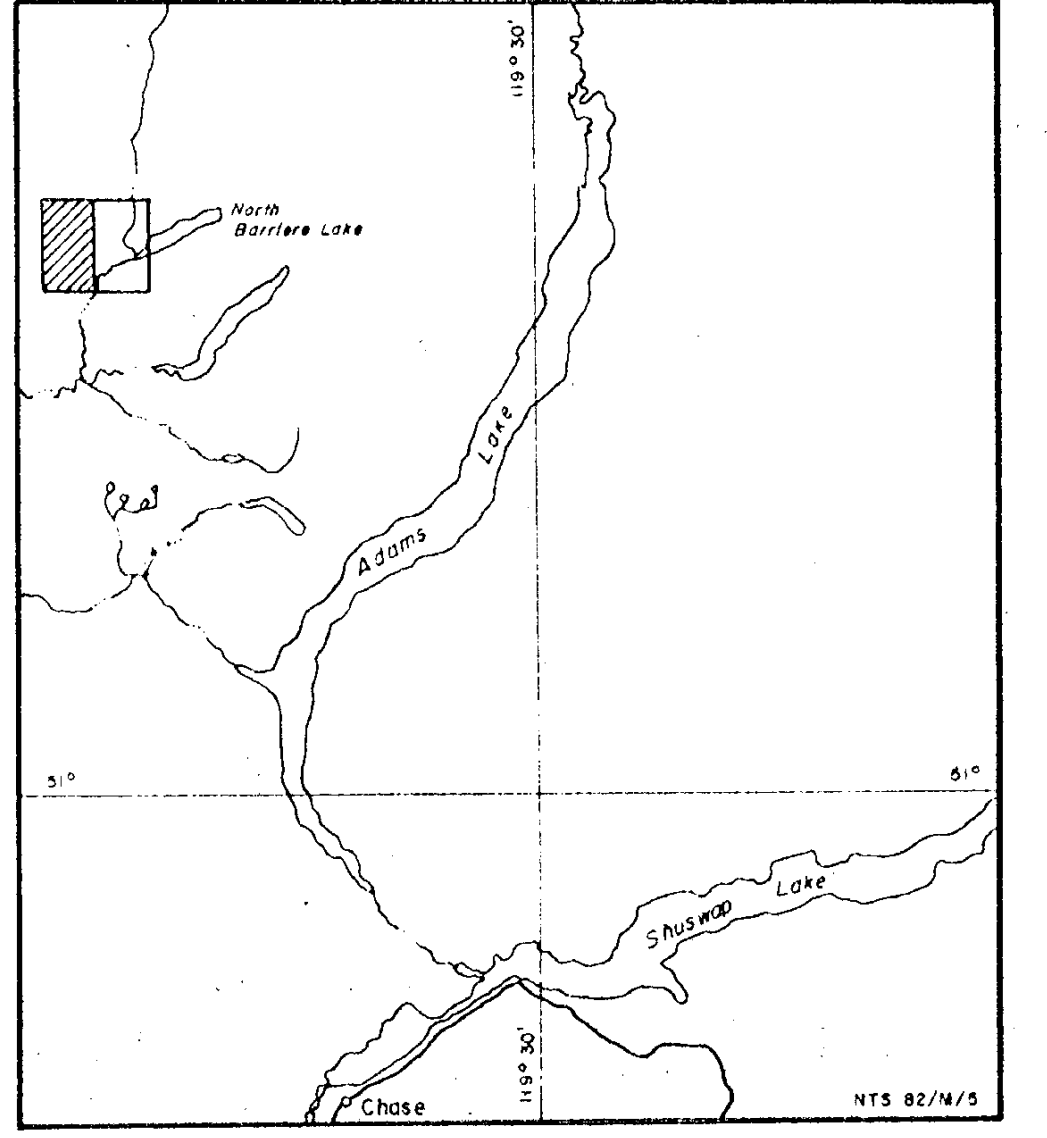 119° 30'
North
Barriere Lake
Lake
Adams
51°
51°
Lake
Shuswap
119° 30'
Chase
NTS 82/M/5